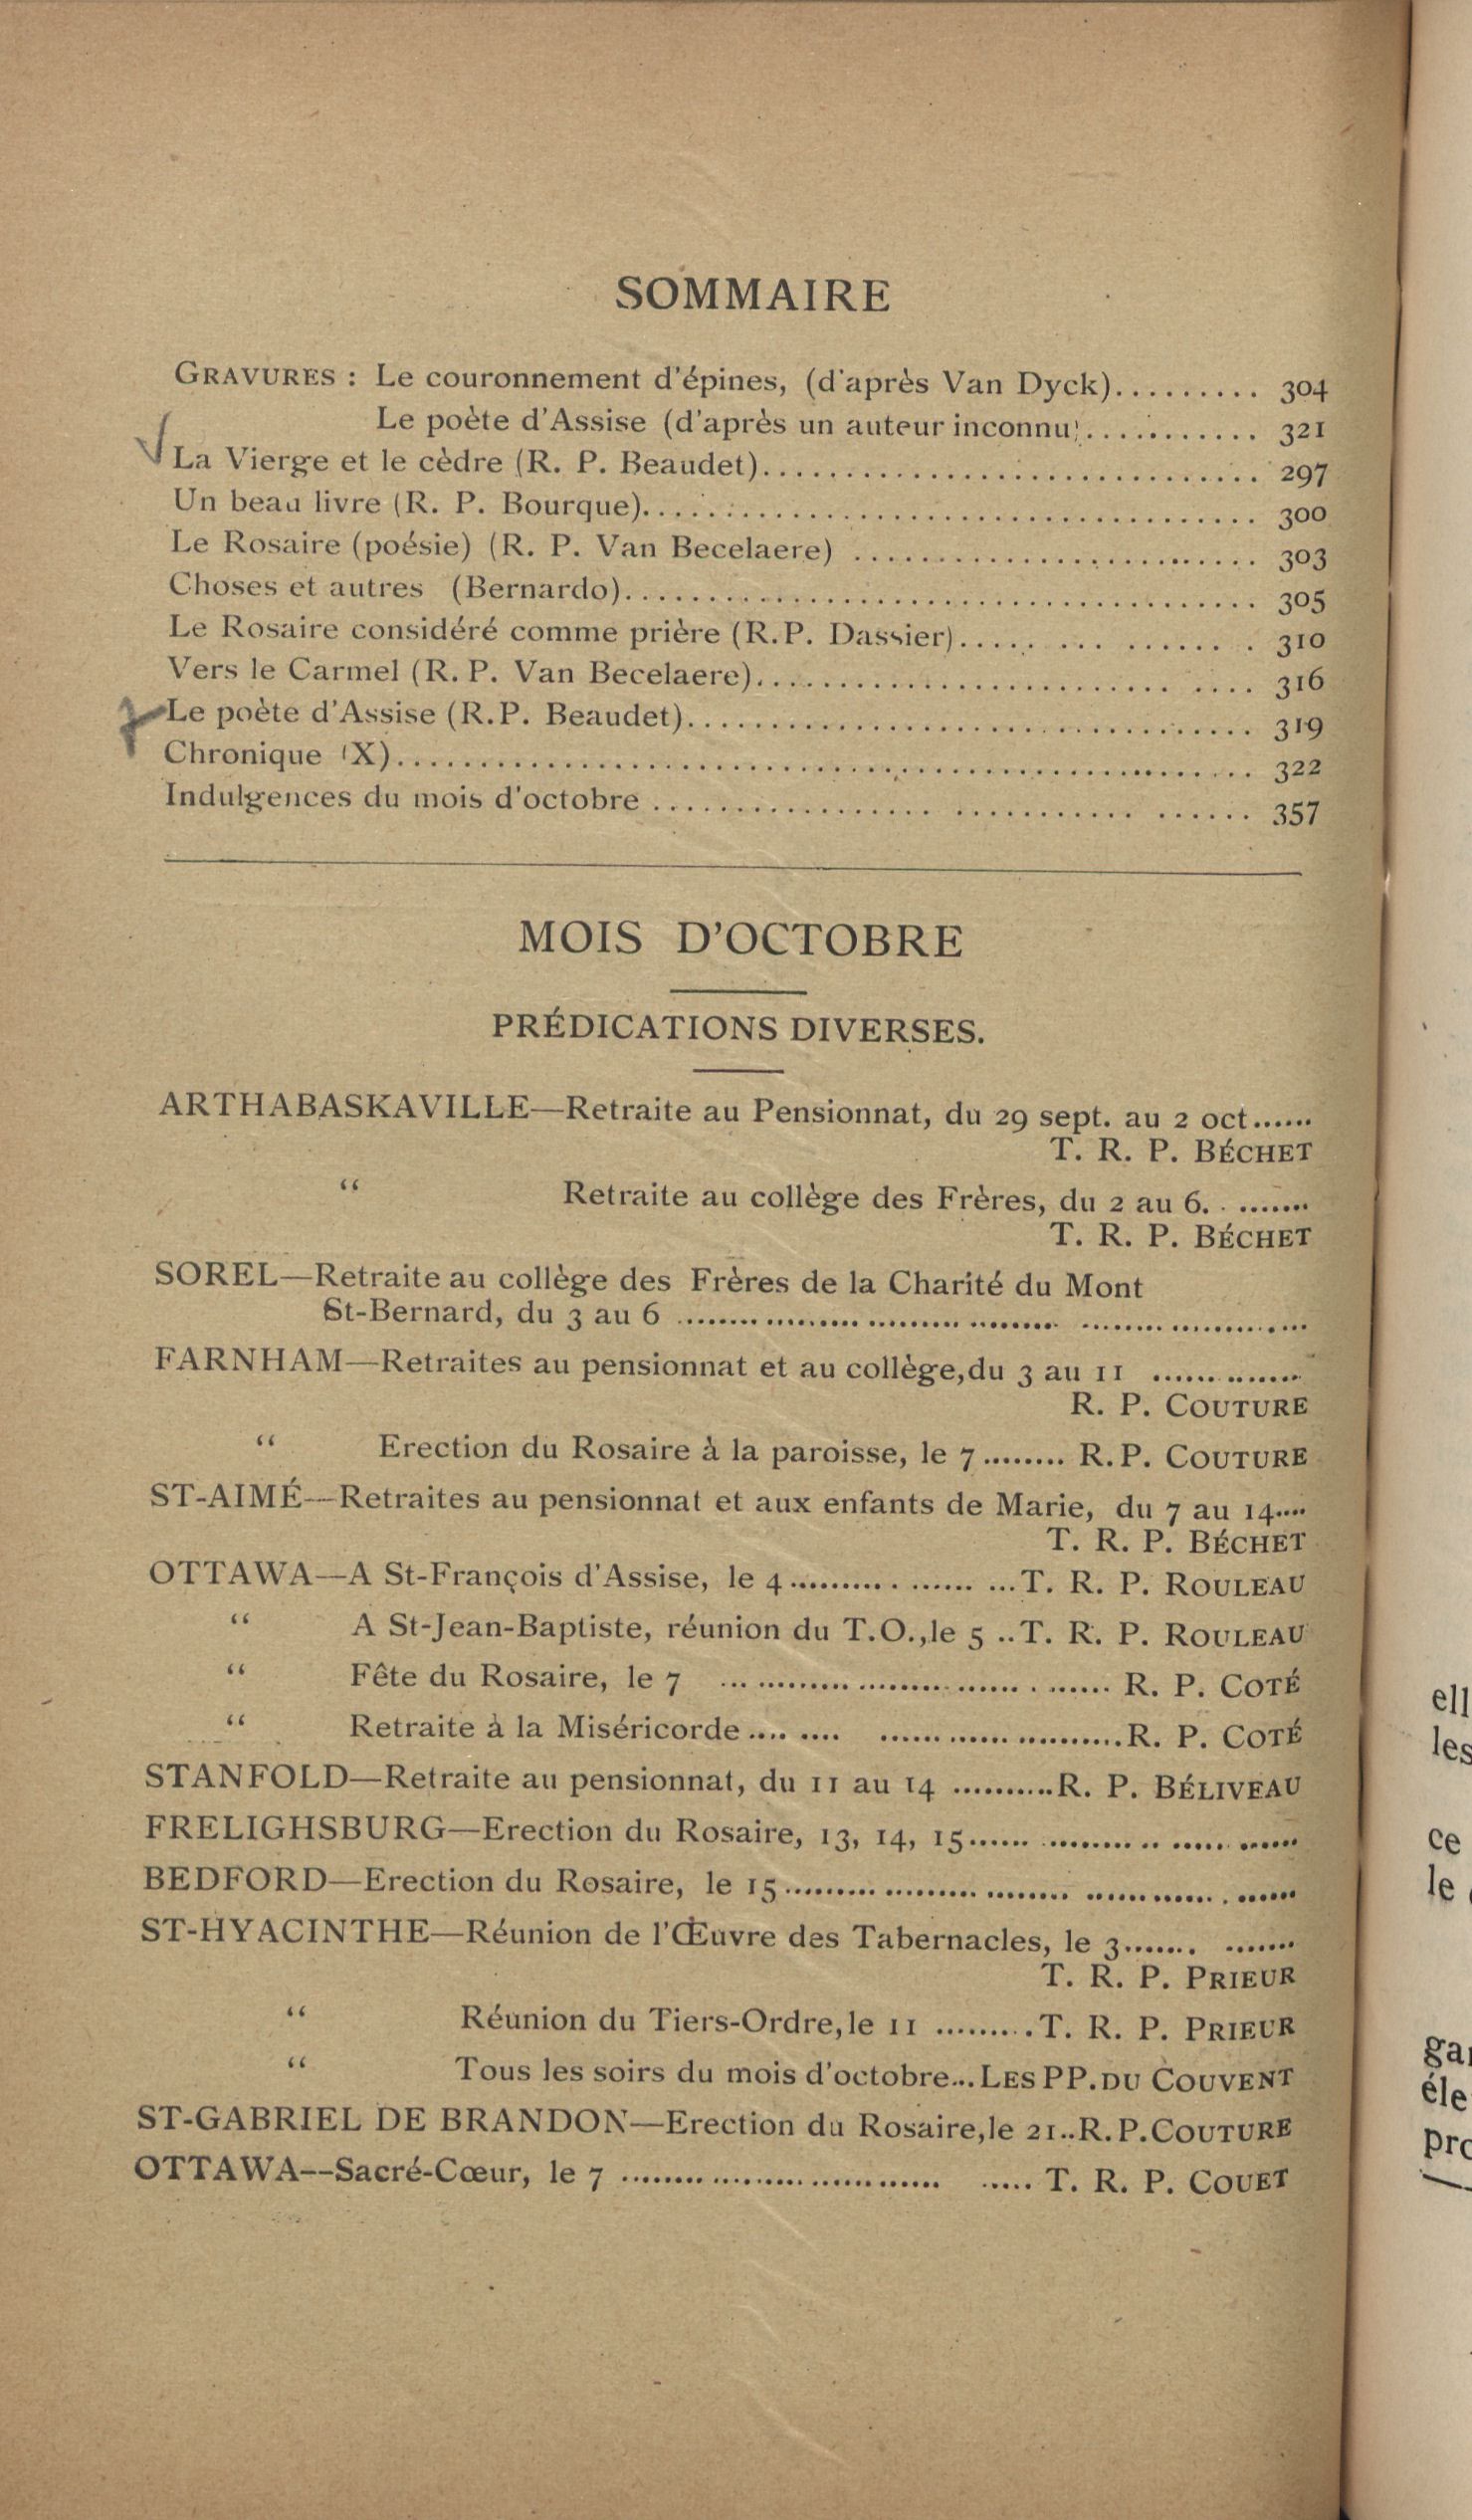 SOMMAIRE
GRAVURES : Le couronnement d'épines, (d'après Van Dyck).......... 304
Le poète d'Assise (d'après un auteur inconnu)............ 321
La Vierge et le cèdre (R. P. Beaudet).............................. 297
Un beau livre (R. P. Bourque)..................................... 300
Le Rosaire (poésie) (R. P. Van Becelaere) ......................... 303
Choses et autres (Bernardo)...................................... 305
Le Rosaire considéré comme prière (R.P. Dassier)..... ... ...... . 310
Vers le Carmel (R. P. Van Becelaere)......................... .... 316
Le poète d'Assise (R.P. Beaudet)................................... 319
Chronique (X).................................................... 322
Indulgences du mois d'octobre ................. ........... ...... 357
MOIS D'OCTOBRE
PRÉDICATIONS DIVERSES.
ARTHABASKAVILLE—Retraite au Pensionnat, du 29 sept. au 2 oct......
T. R. P. BÉCHET
“ Retraite au collège des Frères, du 2 au 6. . .......
T. R. P. BÉCHET
SOREL—Retraite au collège des Frères de la Charité du Mont
St-Bernard, du 3 au 6 ........ ......... ......... ........ ........ .............
FARNHAM—Retraites au pensionnat et au collège,du 3 au 11 ...... .......
R. P. COUTURE
“ Erection du Rosaire à la paroisse, le 7 ........ R.P. COUTURE
ST-AIMÉ—Retraites au pensionnat et aux enfants de Marie, du 7 au 14....
T. R. P. BÉCHET
OTTAWA—A St-François d'Assise, le 4 ......... . ...... ...T. R. P. ROULEAU
“ A St-Jean-Baptiste, réunion du T.O.,le 5 ..T. R. P. ROULEAU
“ Fête du Rosaire, le 7 ... ......... ......... ...... . ...... R. P. COTÉ
“ Retraite à la Miséricorde .... .... ...... ...... ..........R. P. COTÉ
STANFOLD—Retraite au pensionnat, du 11 au 14 ..........R. P. BÉLIVEAU
FRELIGHSBURG—Erection du Rosaire, 13, 14, 15...... ........ .. ...... ......
BEDFORD—Erection du Rosaire, le 15 ......... ......... ........ ............ . ......
ST-HYACINTHE—Réunion de l'Œuvre des Tabernacles, le 3....... .......
T. R. P. PRIEUR
“ Réunion du Tiers-Ordre,le 11 .........T. R. P. PRIEUR
“ Tous les soirs du mois d'octobre...LES PP.DU COUVENT
ST-GABRIEL DE BRANDON—Erection du Rosaire,le 21..R.P.COUTURE
OTTAWA--Sacré-Cœur, le 7 ........ ..................... ..... T. R. P. COUET
les
ce
le